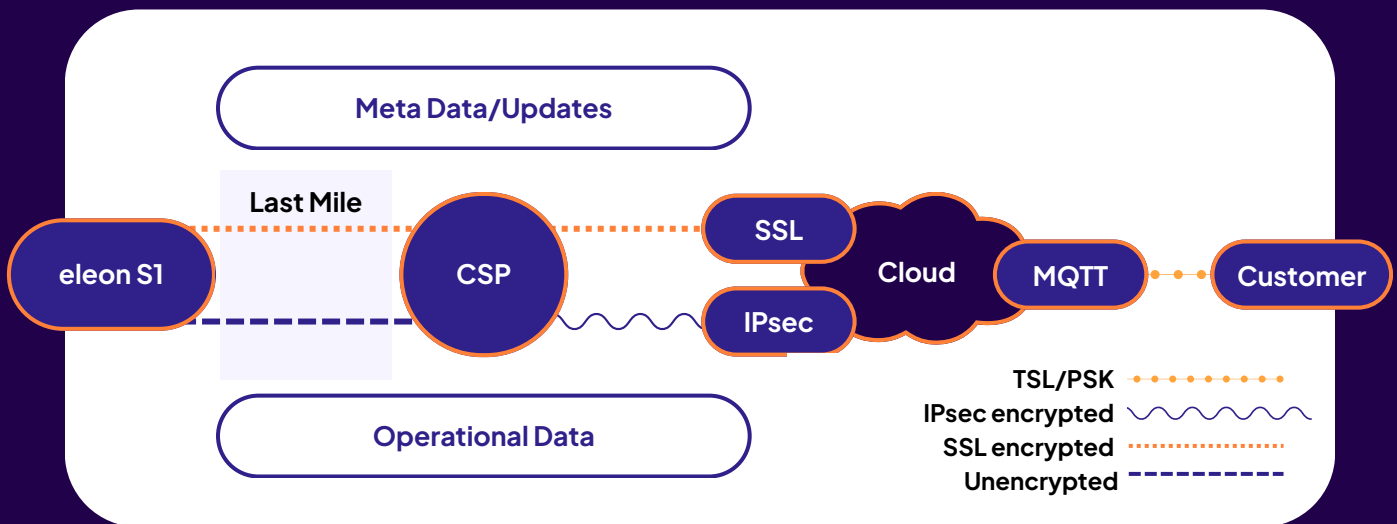 Meta Data/Updates
Last Mile
eleon S1
CSP
SSL
IPsec
Cloud
MQTT
Customer
Operational Data
TSL/PSK
IPsec encrypted
SSL encrypted
Unencrypted